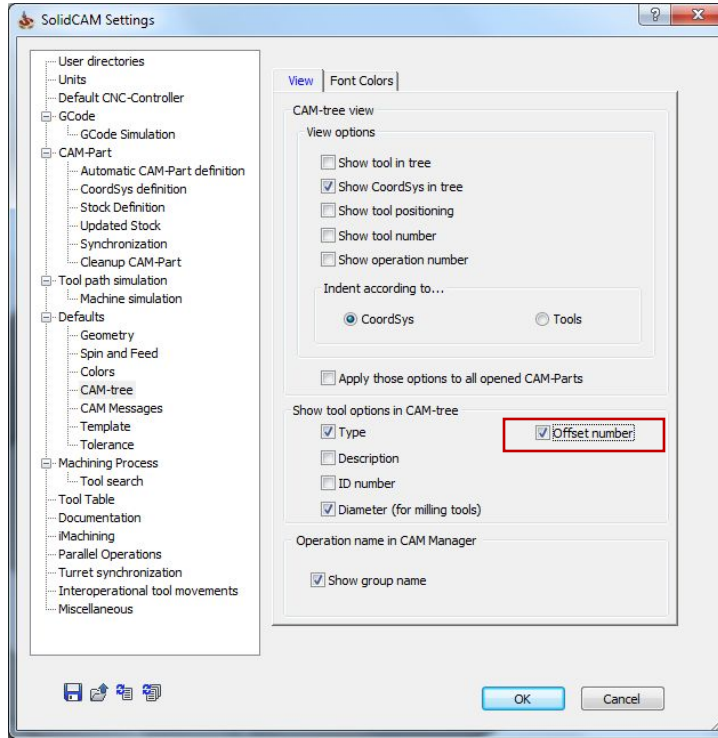 SolidCAM Settings
User directories
Units
Default CNC-Controller
GCode
GCode Simulation
CAM-Part
Automatic CAM-Part definition
CoordSys definition
Stock Definition
Updated Stock
Synchronization
Cleanup CAM-Part
Tool path simulation
Machine simulation
Defaults
Geometry
Spin and Feed
Colors
CAM-tree
CAM Messages
Template
Tolerance
Machining Process
Tool search
Tool Table
Documentation
iMachining
Parallel Operations
Turret synchronization
Interoperational tool movements
Miscellaneous
View Font Colors
CAM-tree view
View options
Show tool in tree
Show CoordSys in tree
Show tool positioning
Show tool number
Show operation number
Indent according to...
CoordSys Tools
Apply those options to all opened CAM-Parts
Show tool options in CAM-tree
Type Offset number
Description
ID number
Diameter (for milling tools)
Operation name in CAM Manager
Show group name
OK Cancel